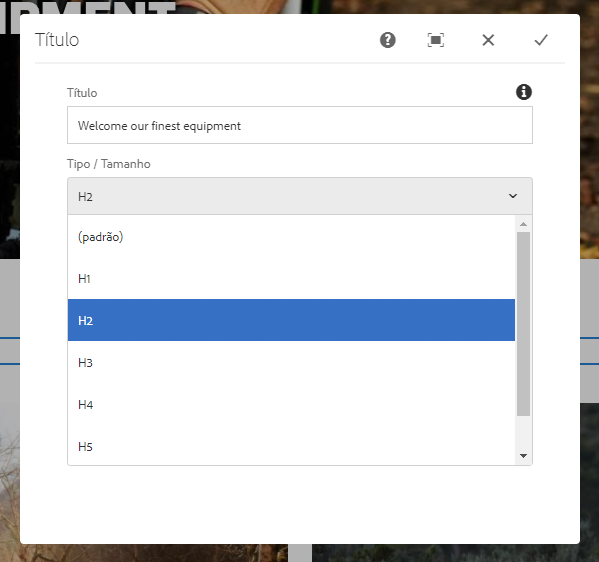 IPMENT
Título
Título
Welcome our finest equipment
Tipo / Tamanho
H2
(padrão)
H1
H2
H3
H4
H5